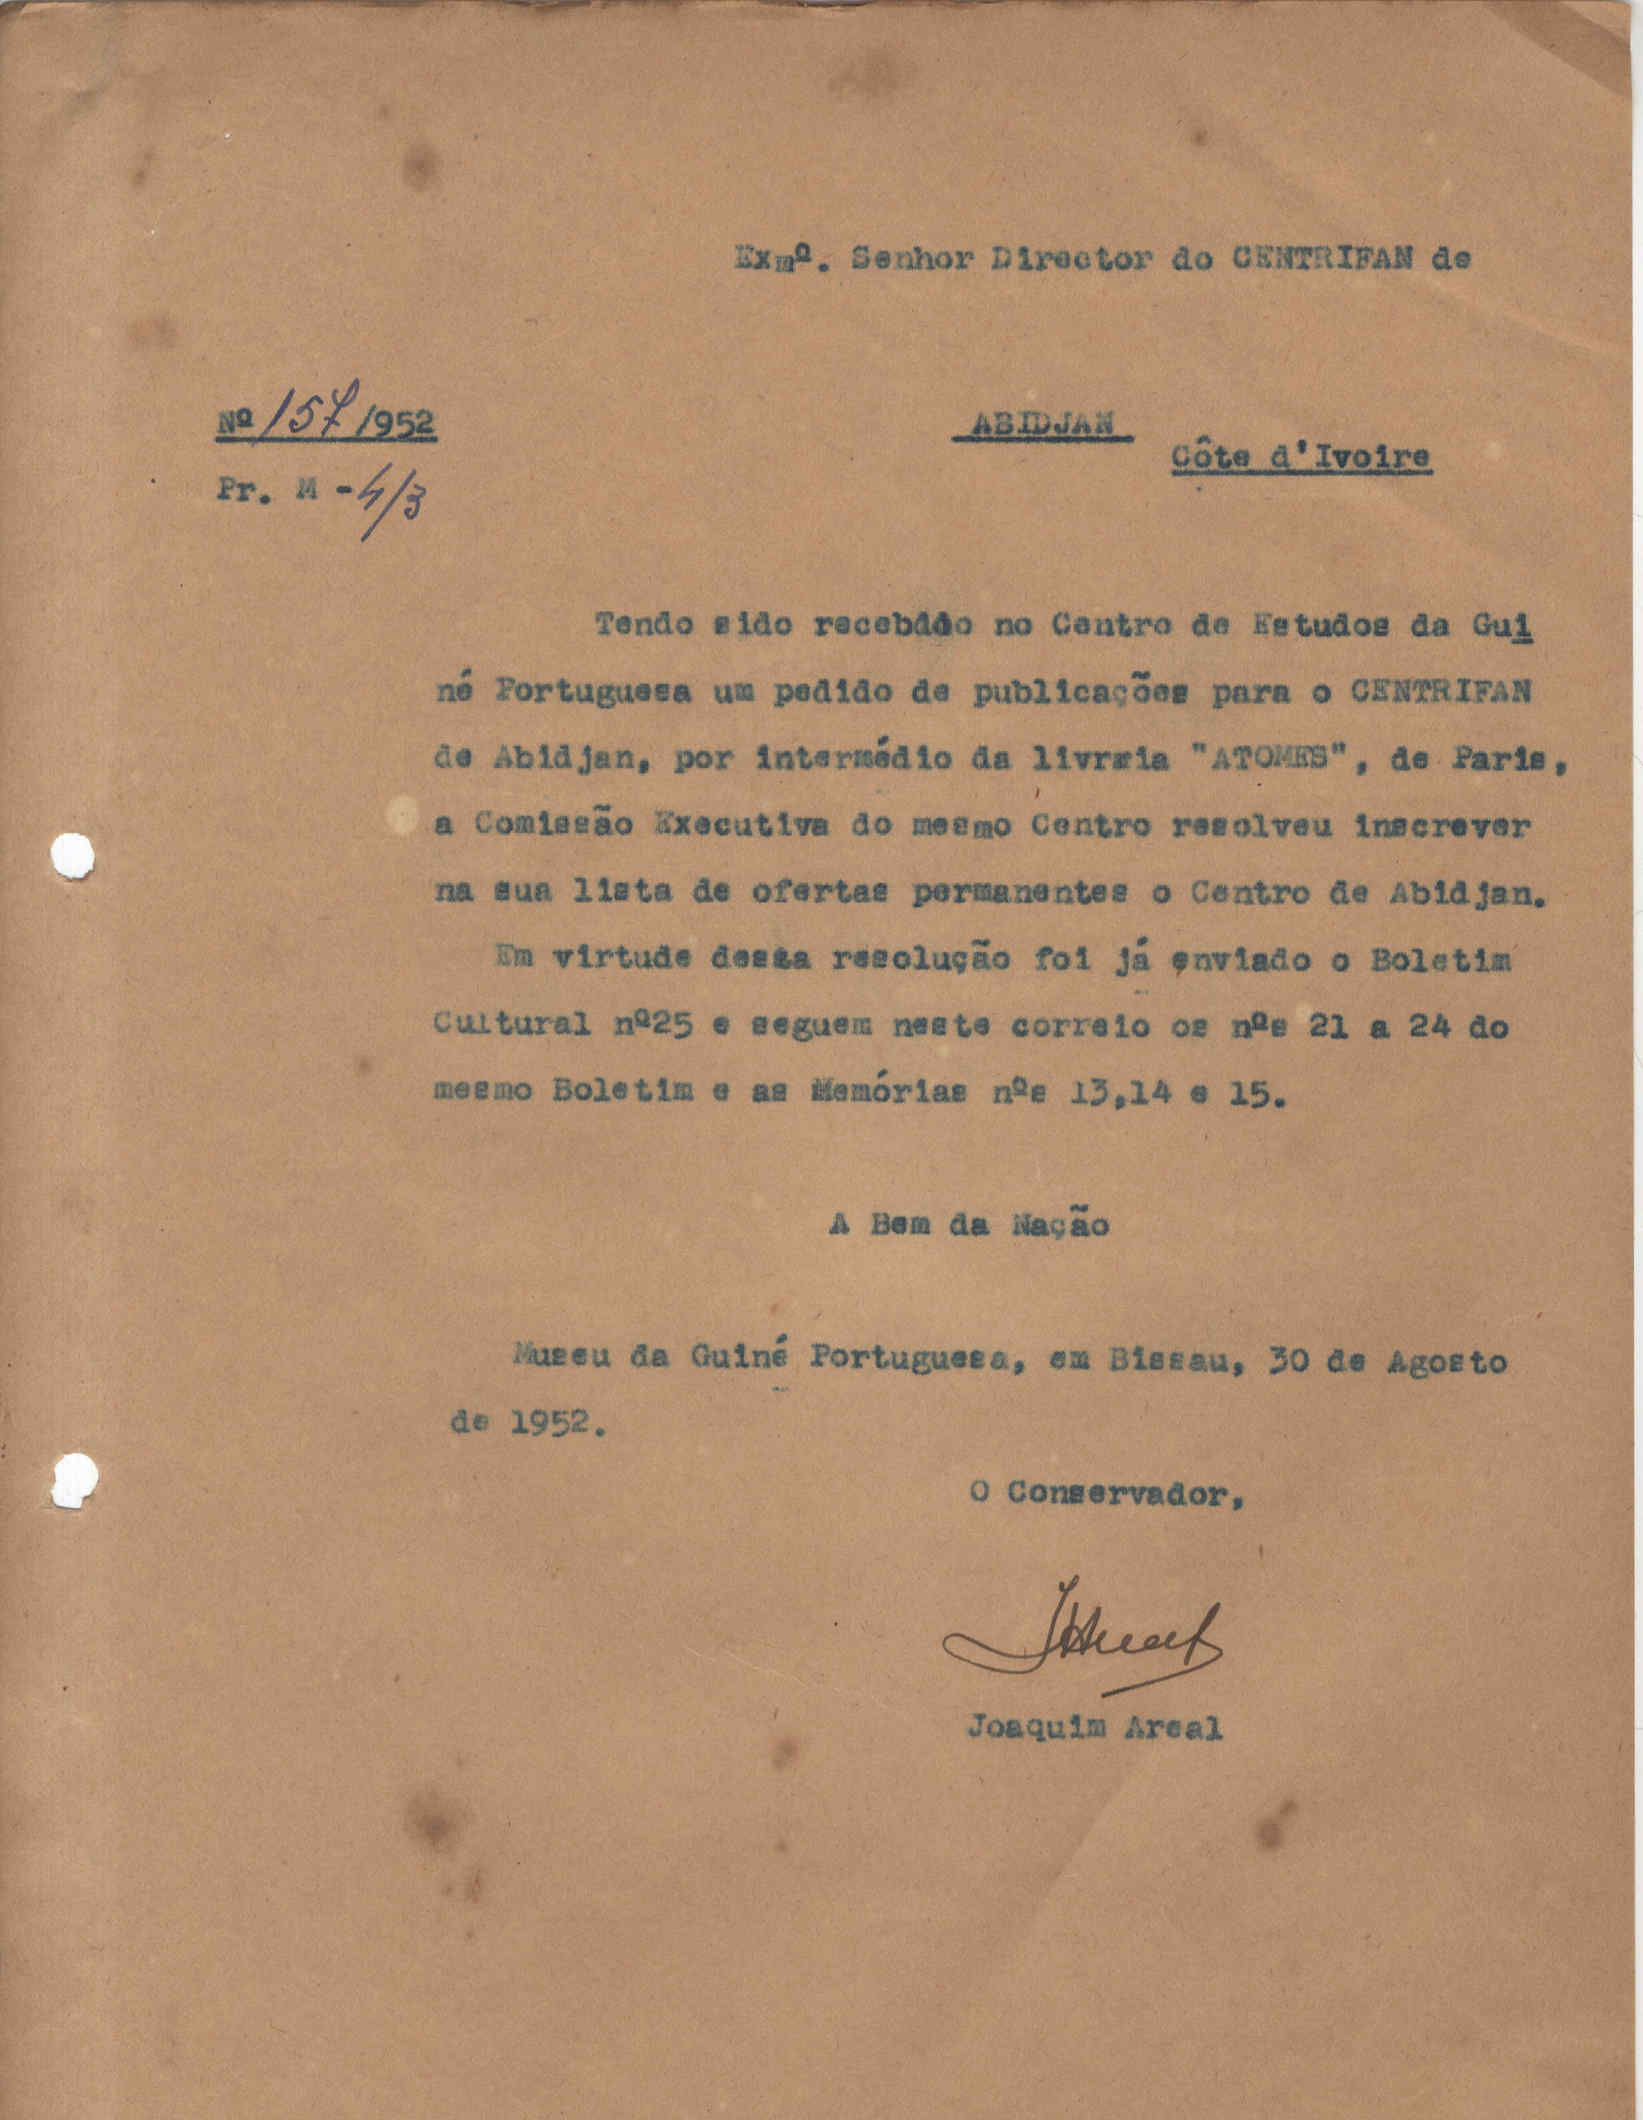 Exmº. Senhor Director do CENTRIFAN de
Nº 157/952
ABIDJAN
Côte d'Ivoire
Pr. M - 4/3
Tendo sido recebido no Centro de Estudos da Gui
né Portuguesa um pedido de publicações para o CENTRIFAN
de Abidjan, por intermédio da livraia "ATOMES", de Paris,
a Comissão Executiva do mesmo Centro resolveu inscrever
na sua lista de ofertas permanentes o Centro de Abidjan.
Em virtude desta resolução foi já enviado o Boletim
Cultural nº25 e seguem neste correio os nºs 21 a 24 do
mesmo Boletim e as Memórias nºs 13,14 e 15.
A Bem da Nação
Museu da Guiné Portuguesa, em Bissau, 30 de Agosto
de 1952.
O Conservador,
JAreal
Joaquim Areal